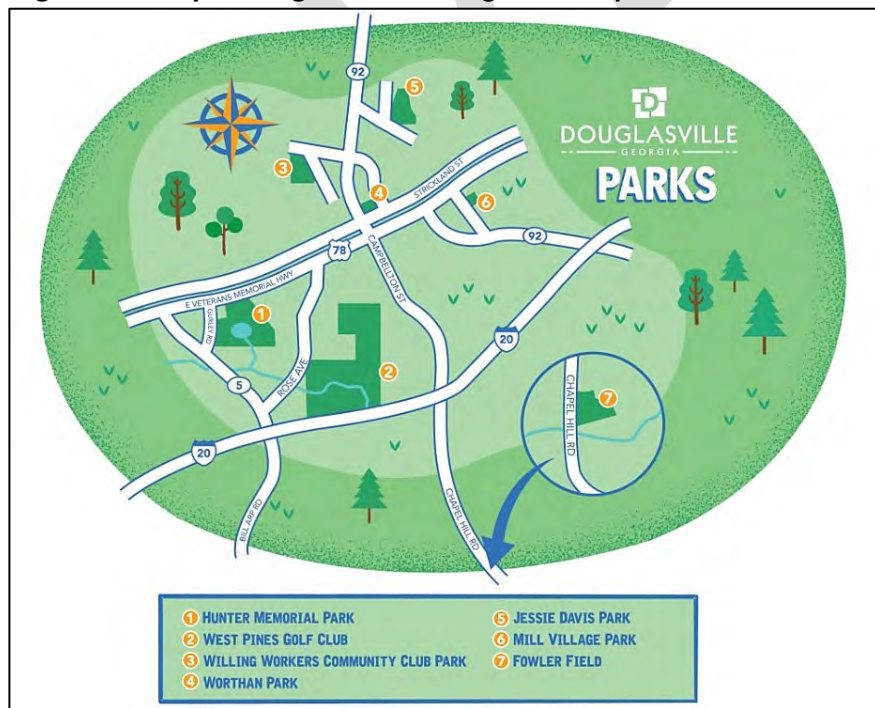 92
5
DOUGLASVILLE
GEORGIA
PARKS
3
4
STRICKLAND ST
6
92
78
CAMPBELLTON ST
E VETERANS MEMORIAL HWY
1
GURLEY RD
20
2
ROSE AVE
5
CHAPEL HILL RD
7
20
BILL ARP RD
CHAPEL HILL RD
1 HUNTER MEMORIAL PARK
2 WEST PINES GOLF CLUB
3 WILLING WORKERS COMMUNITY CLUB PARK
4 WORTHAN PARK
5 JESSIE DAVIS PARK
6 MILL VILLAGE PARK
7 FOWLER FIELD